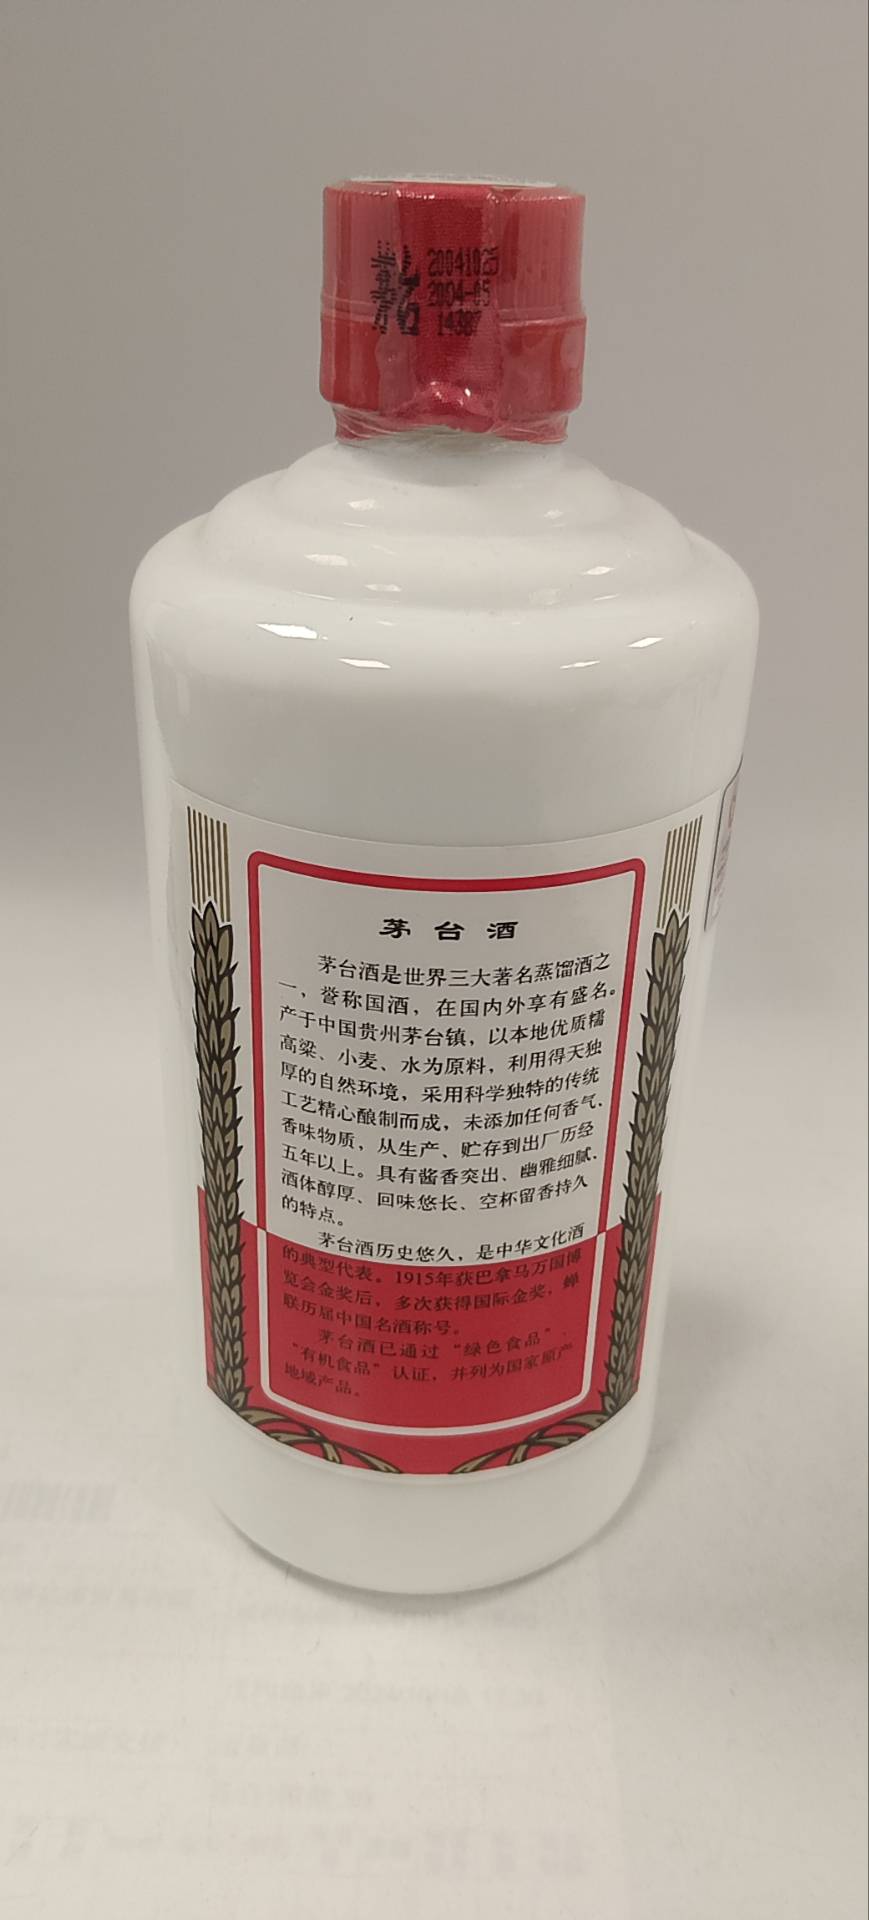 20041025
2004-05
14387
茅台酒
茅台酒是世界三大著名蒸馏酒之
一，誉称国酒，在国内外享有盛名。
产于中国贵州茅台镇，以本地优质糯
高粱、小麦、水为原料，利用得天独
厚的自然环境，采用科学独特的传统
工艺精心酿制而成，未添加任何香气、
香味物质，从生产、贮存到出厂历经
五年以上。具有酱香突出、幽雅细腻、
酒体醇厚、回味悠长、空杯留香持久
的特点。
茅台酒历史悠久，是中华文化酒
的典型代表。1915年获巴拿马万国博
览会金奖后，多次获得国际金奖，蝉
联历届中国名酒称号。
茅台酒已通过“绿色食品”、
“有机食品”认证，并列为国家原产
地域产品。